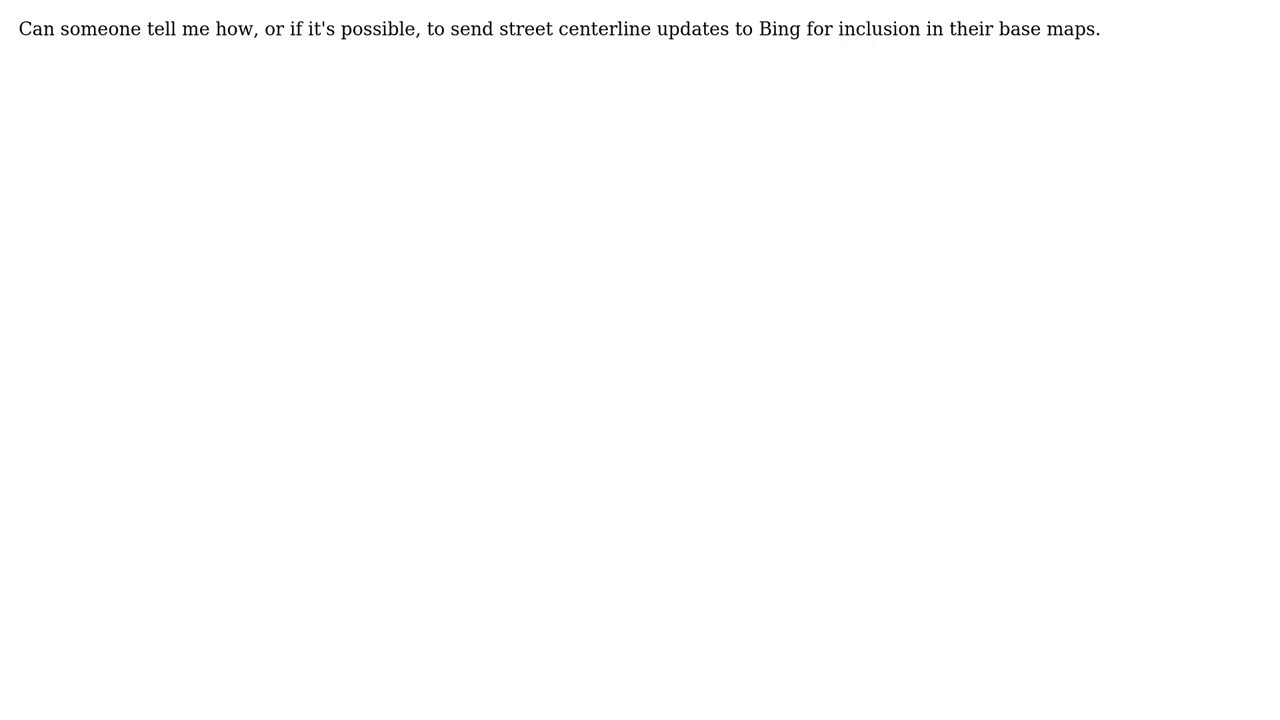 Can someone tell me how, or if it's possible, to send street centerline updates to Bing for inclusion in their base maps.